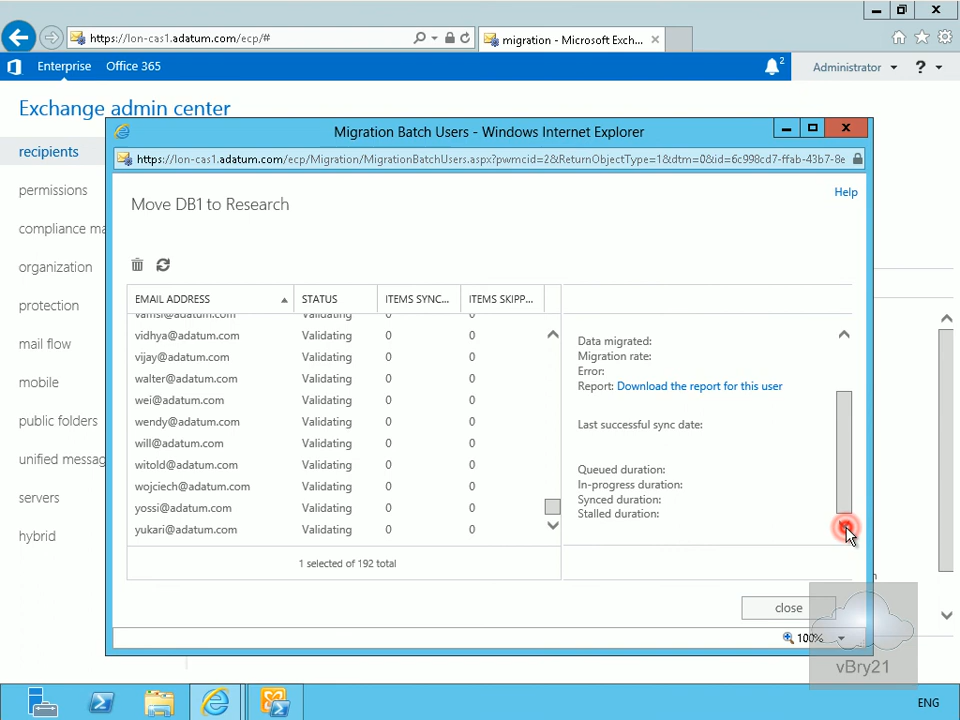 https://lon-cas1.adatum.com/ecp/#
migration - Microsoft Exch...
Enterprise Office 365
2
Administrator ?
Exchange admin center
recipients
permissions
compliance ma
organization
protection
mail flow
mobile
public folders
unified messag
servers
hybrid
Migration Batch Users - Windows Internet Explorer
https://lon-cas1.adatum.com/ecp/Migration/MigrationBatchUsers.aspx?pwmcid=2&ReturnObjectType=1&dtm=0&id=6c998cd7-ffab-43b7-8e
Help
Move DB1 to Research
EMAIL ADDRESS STATUS ITEMS SYNC... ITEMS SKIPP...
vamsi@adatum.com Validating 0 0
vidhya@adatum.com Validating 0 0
vijay@adatum.com Validating 0 0
walter@adatum.com Validating 0 0
wei@adatum.com Validating 0 0
wendy@adatum.com Validating 0 0
will@adatum.com Validating 0 0
witold@adatum.com Validating 0 0
wojciech@adatum.com Validating 0 0
yossi@adatum.com Validating 0 0
yukari@adatum.com Validating 0 0
1 selected of 192 total
Data migrated:
Migration rate:
Error:
Report: Download the report for this user
Last successful sync date:
Queued duration:
In-progress duration:
Synced duration:
Stalled duration:
close
100%
vBry21
ENG